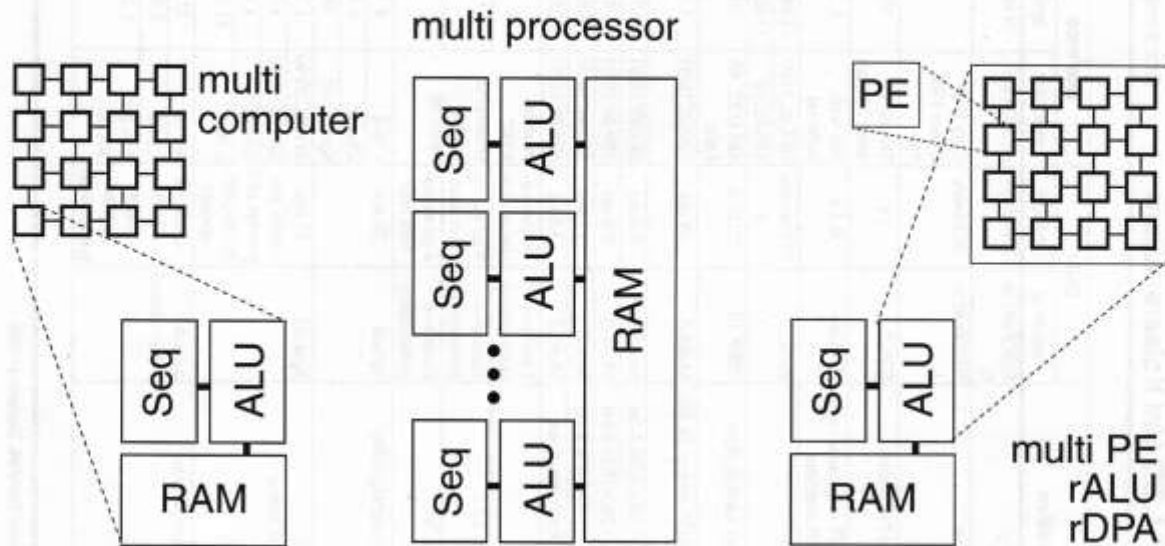 multi
computer
Seq
ALU
RAM
multi processor
Seq
ALU
Seq
ALU
Seq
ALU
RAM
PE
Seq
ALU
RAM
multi PE
rALU
rDPA